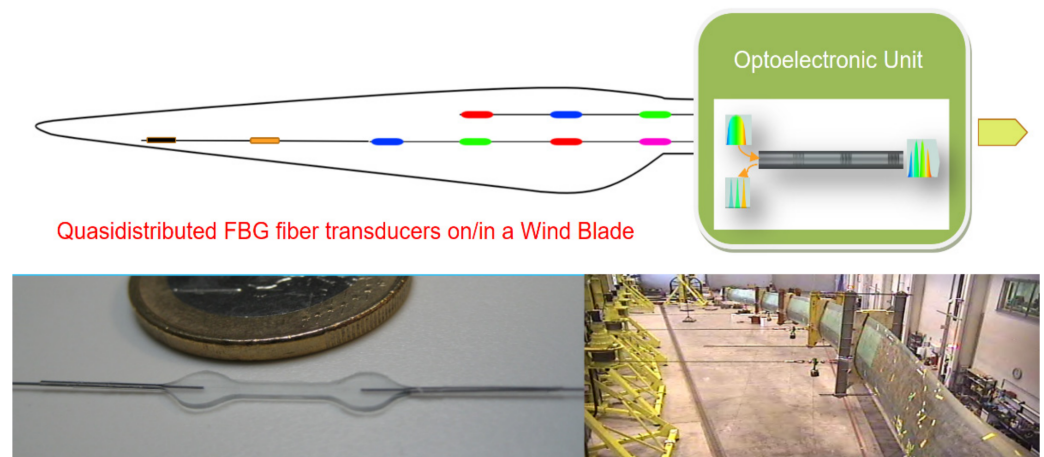 Optoelectronic Unit
Quasidistributed FBG fiber transducers on/in a Wind Blade